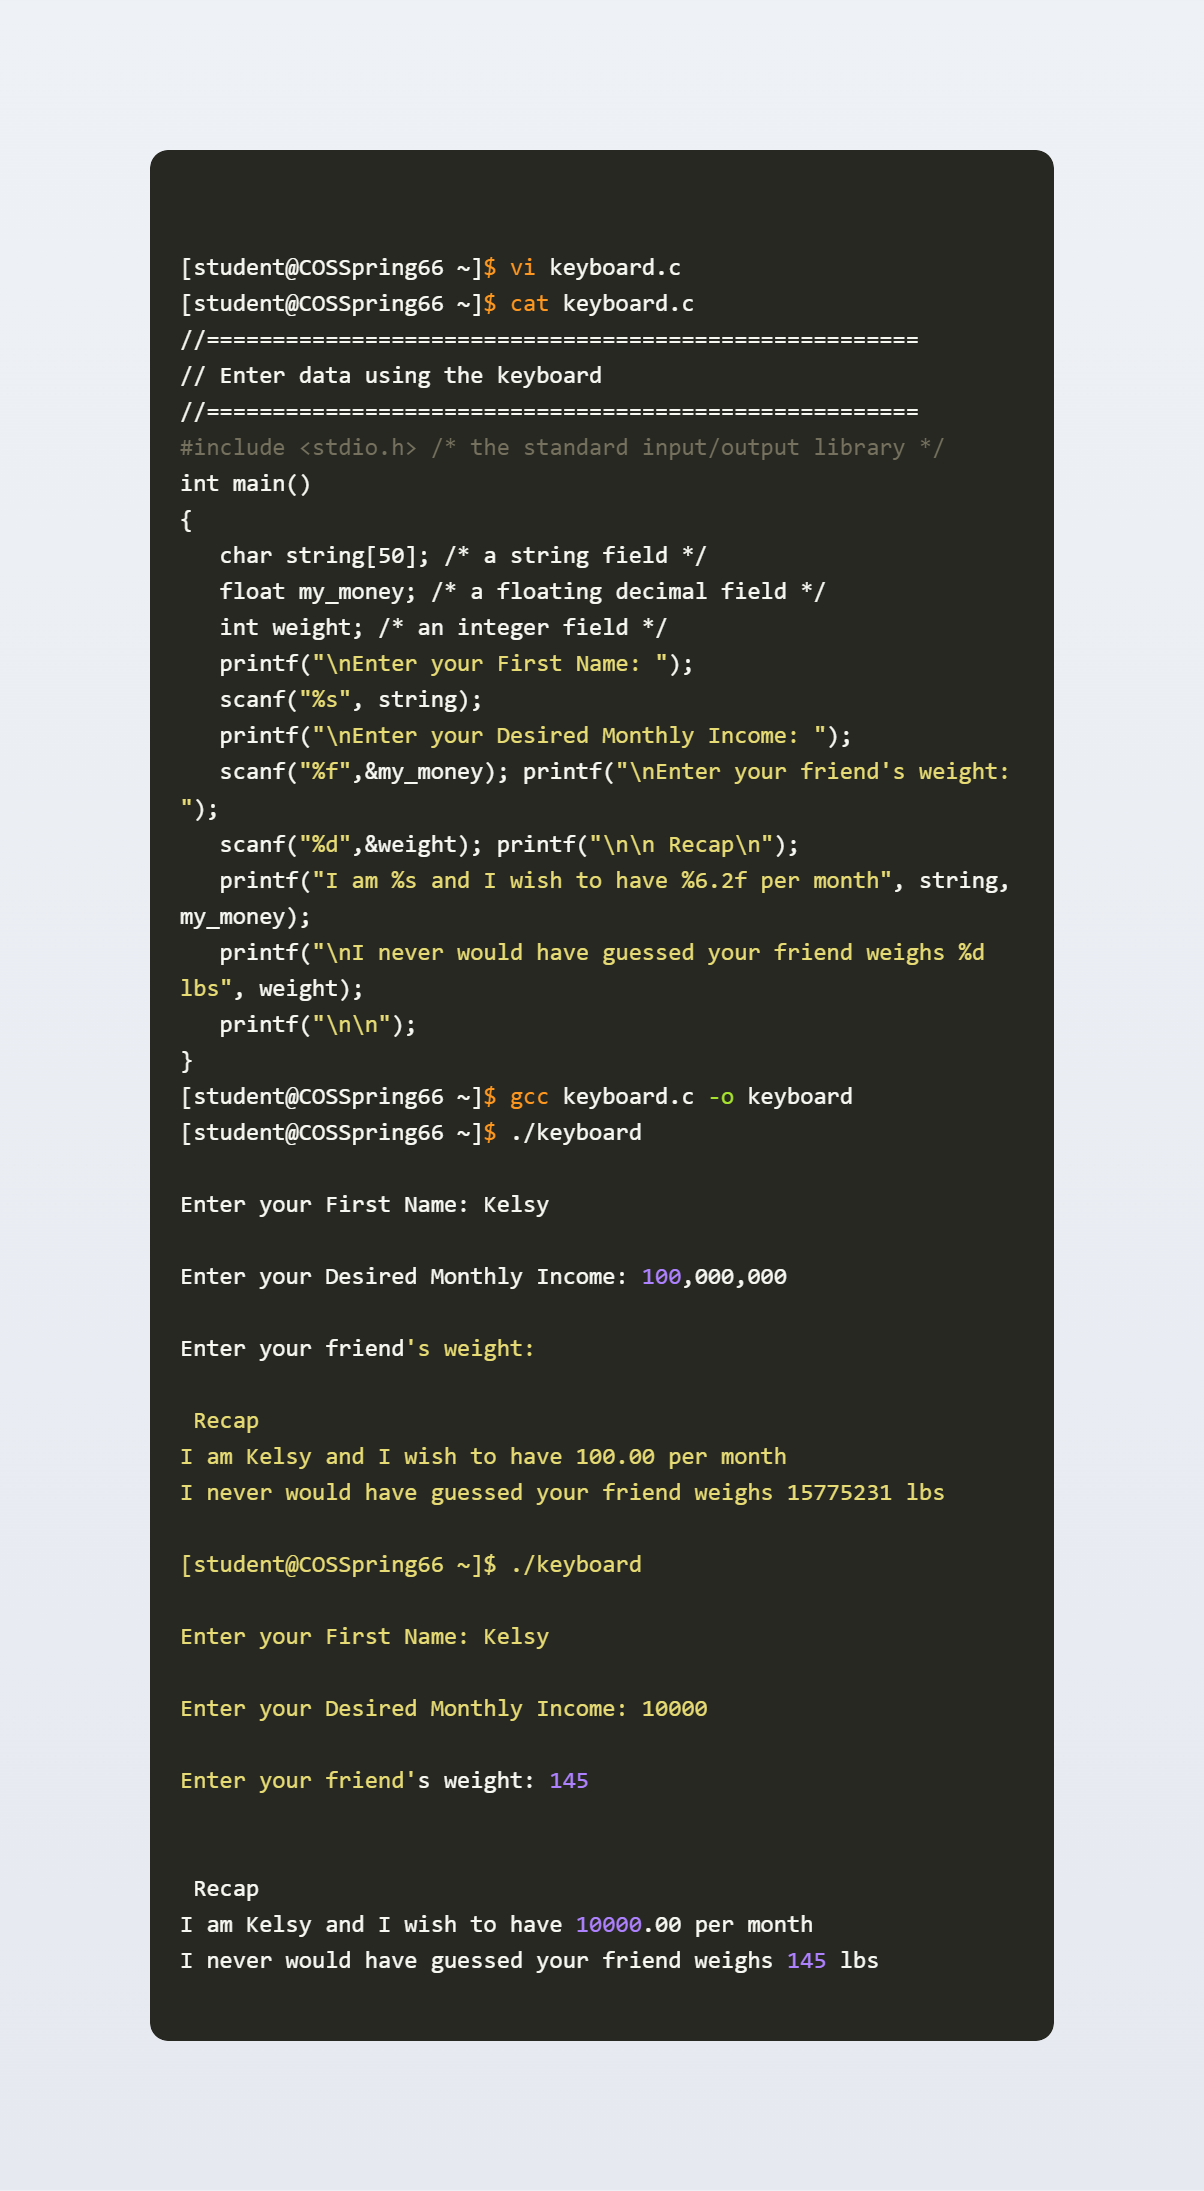 [student@COSSpring66 ~]$ vi keyboard.c
[student@COSSpring66 ~]$ cat keyboard.c
//======================================================
// Enter data using the keyboard
//======================================================
#include <stdio.h> /* the standard input/output library */
int main()
{
   char string[50]; /* a string field */
   float my_money; /* a floating decimal field */
   int weight; /* an integer field */
   printf("\nEnter your First Name: ");
   scanf("%s", string);
   printf("\nEnter your Desired Monthly Income: ");
   scanf("%f",&my_money); printf("\nEnter your friend's weight:
");
   scanf("%d",&weight); printf("\n\n Recap\n");
   printf("I am %s and I wish to have %6.2f per month", string,
my_money);
   printf("\nI never would have guessed your friend weighs %d
lbs", weight);
   printf("\n\n");
}
[student@COSSpring66 ~]$ gcc keyboard.c -o keyboard
[student@COSSpring66 ~]$ ./keyboard

Enter your First Name: Kelsy

Enter your Desired Monthly Income: 100,000,000

Enter your friend's weight:

 Recap
I am Kelsy and I wish to have 100.00 per month
I never would have guessed your friend weighs 15775231 lbs

[student@COSSpring66 ~]$ ./keyboard

Enter your First Name: Kelsy

Enter your Desired Monthly Income: 10000

Enter your friend's weight: 145


 Recap
I am Kelsy and I wish to have 10000.00 per month
I never would have guessed your friend weighs 145 lbs